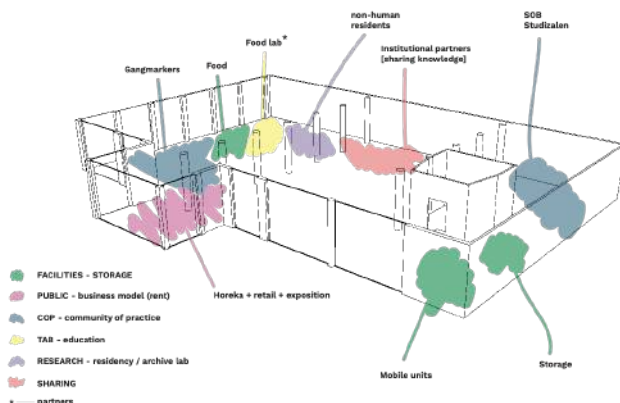 non-human
residents
SOB
Studizalen
Food lab*
Institutional partners
[sharing knowledge]
Food
Gangmarkers
FACILITIES - STORAGE
PUBLIC - business model (rent)
COP - community of practice
TAB - education
RESEARCH - residency / archive lab
SHARING
* — partners
Horeka + retail + exposition
Mobile units
Storage